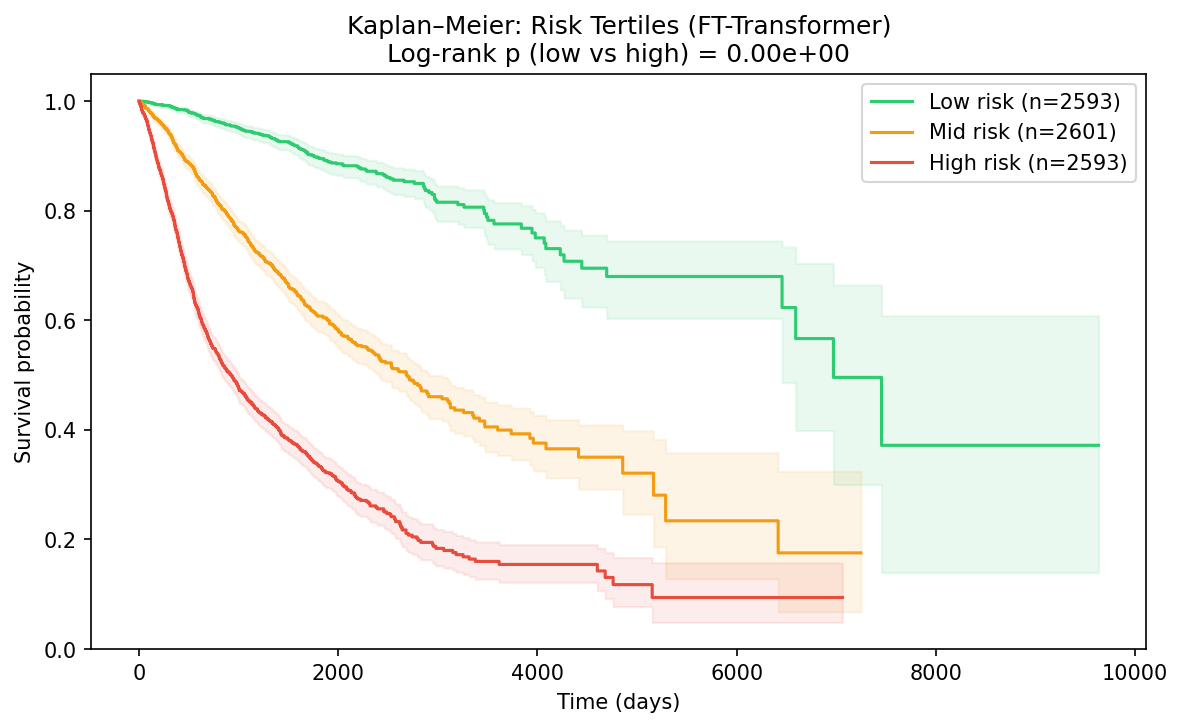 Kaplan–Meier: Risk Tertiles (FT-Transformer)
Log-rank p (low vs high) = 0.00e+00
Low risk (n=2593)
Mid risk (n=2601)
High risk (n=2593)
Survival probability
1.0
0.8
0.6
0.4
0.2
0.0
0
2000
4000
6000
8000
10000
Time (days)